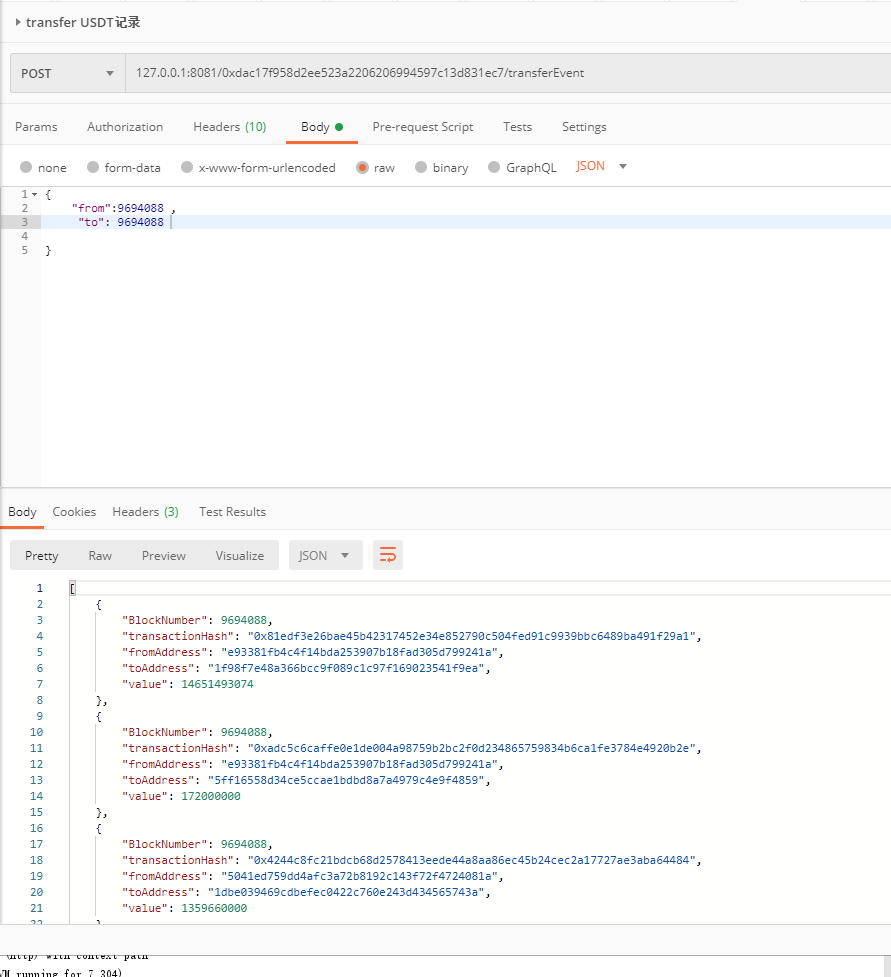 transfer USDT记录
POST 127.0.0.1:8081/0xdac17f958d2ee523a2206206994597c13d831ec7/transferEvent
Params Authorization Headers (10) Body Pre-request Script Tests Settings
none form-data x-www-form-urlencoded raw binary GraphQL JSON
1 {
2 "from":9694088 ,
3 "to": 9694088
4
5 }
Body Cookies Headers (3) Test Results
Pretty Raw Preview Visualize JSON
1 [
2 {
3 "BlockNumber": 9694088,
4 "transactionHash": "0x81edf3e26bae45b42317452e34e852790c504fed91c9939bbc6489ba491f29a1",
5 "fromAddress": "e93381fb4c4f14bda253907b18fad305d799241a",
6 "toAddress": "1f98f7e48a366bcc9f089c1c97f169023541f9ea",
7 "value": 14651493074
8 },
9 {
10 "BlockNumber": 9694088,
11 "transactionHash": "0xadc5c6caffe0e1de004a98759b2bc2f0d234865759834b6ca1fe3784e4920b2e",
12 "fromAddress": "e93381fb4c4f14bda253907b18fad305d799241a",
13 "toAddress": "5ff16558d34ce5ccae1bdbd8a7a4979c4e9f4859",
14 "value": 172000000
15 },
16 {
17 "BlockNumber": 9694088,
18 "transactionHash": "0x4244c8fc21bdcb68d2578413eede44a8aa86ec45b24cec2a17727ae3aba64484",
19 "fromAddress": "5041ed759dd4afc3a72b8192c143f72f4724081a",
20 "toAddress": "1dbe039469cdbefec0422c760e243d434565743a",
21 "value": 1359660000
22 }
(http) with context path
VM running for 7.304)